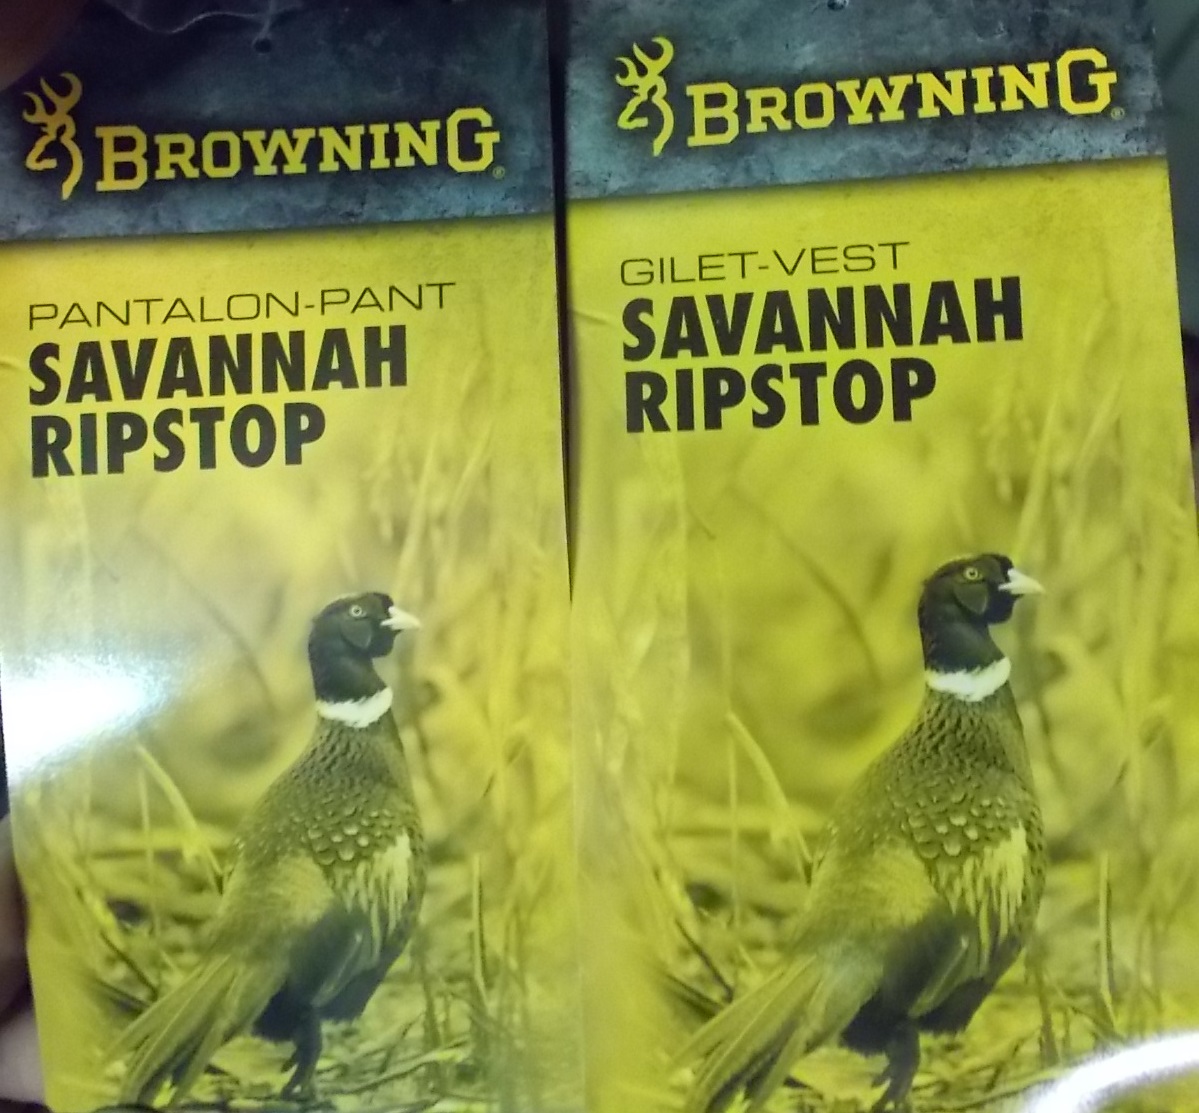 BROWNING®
PANTALON-PANT
SAVANNAH
RIPSTOP
BROWNING®
GILET-VEST
SAVANNAH
RIPSTOP